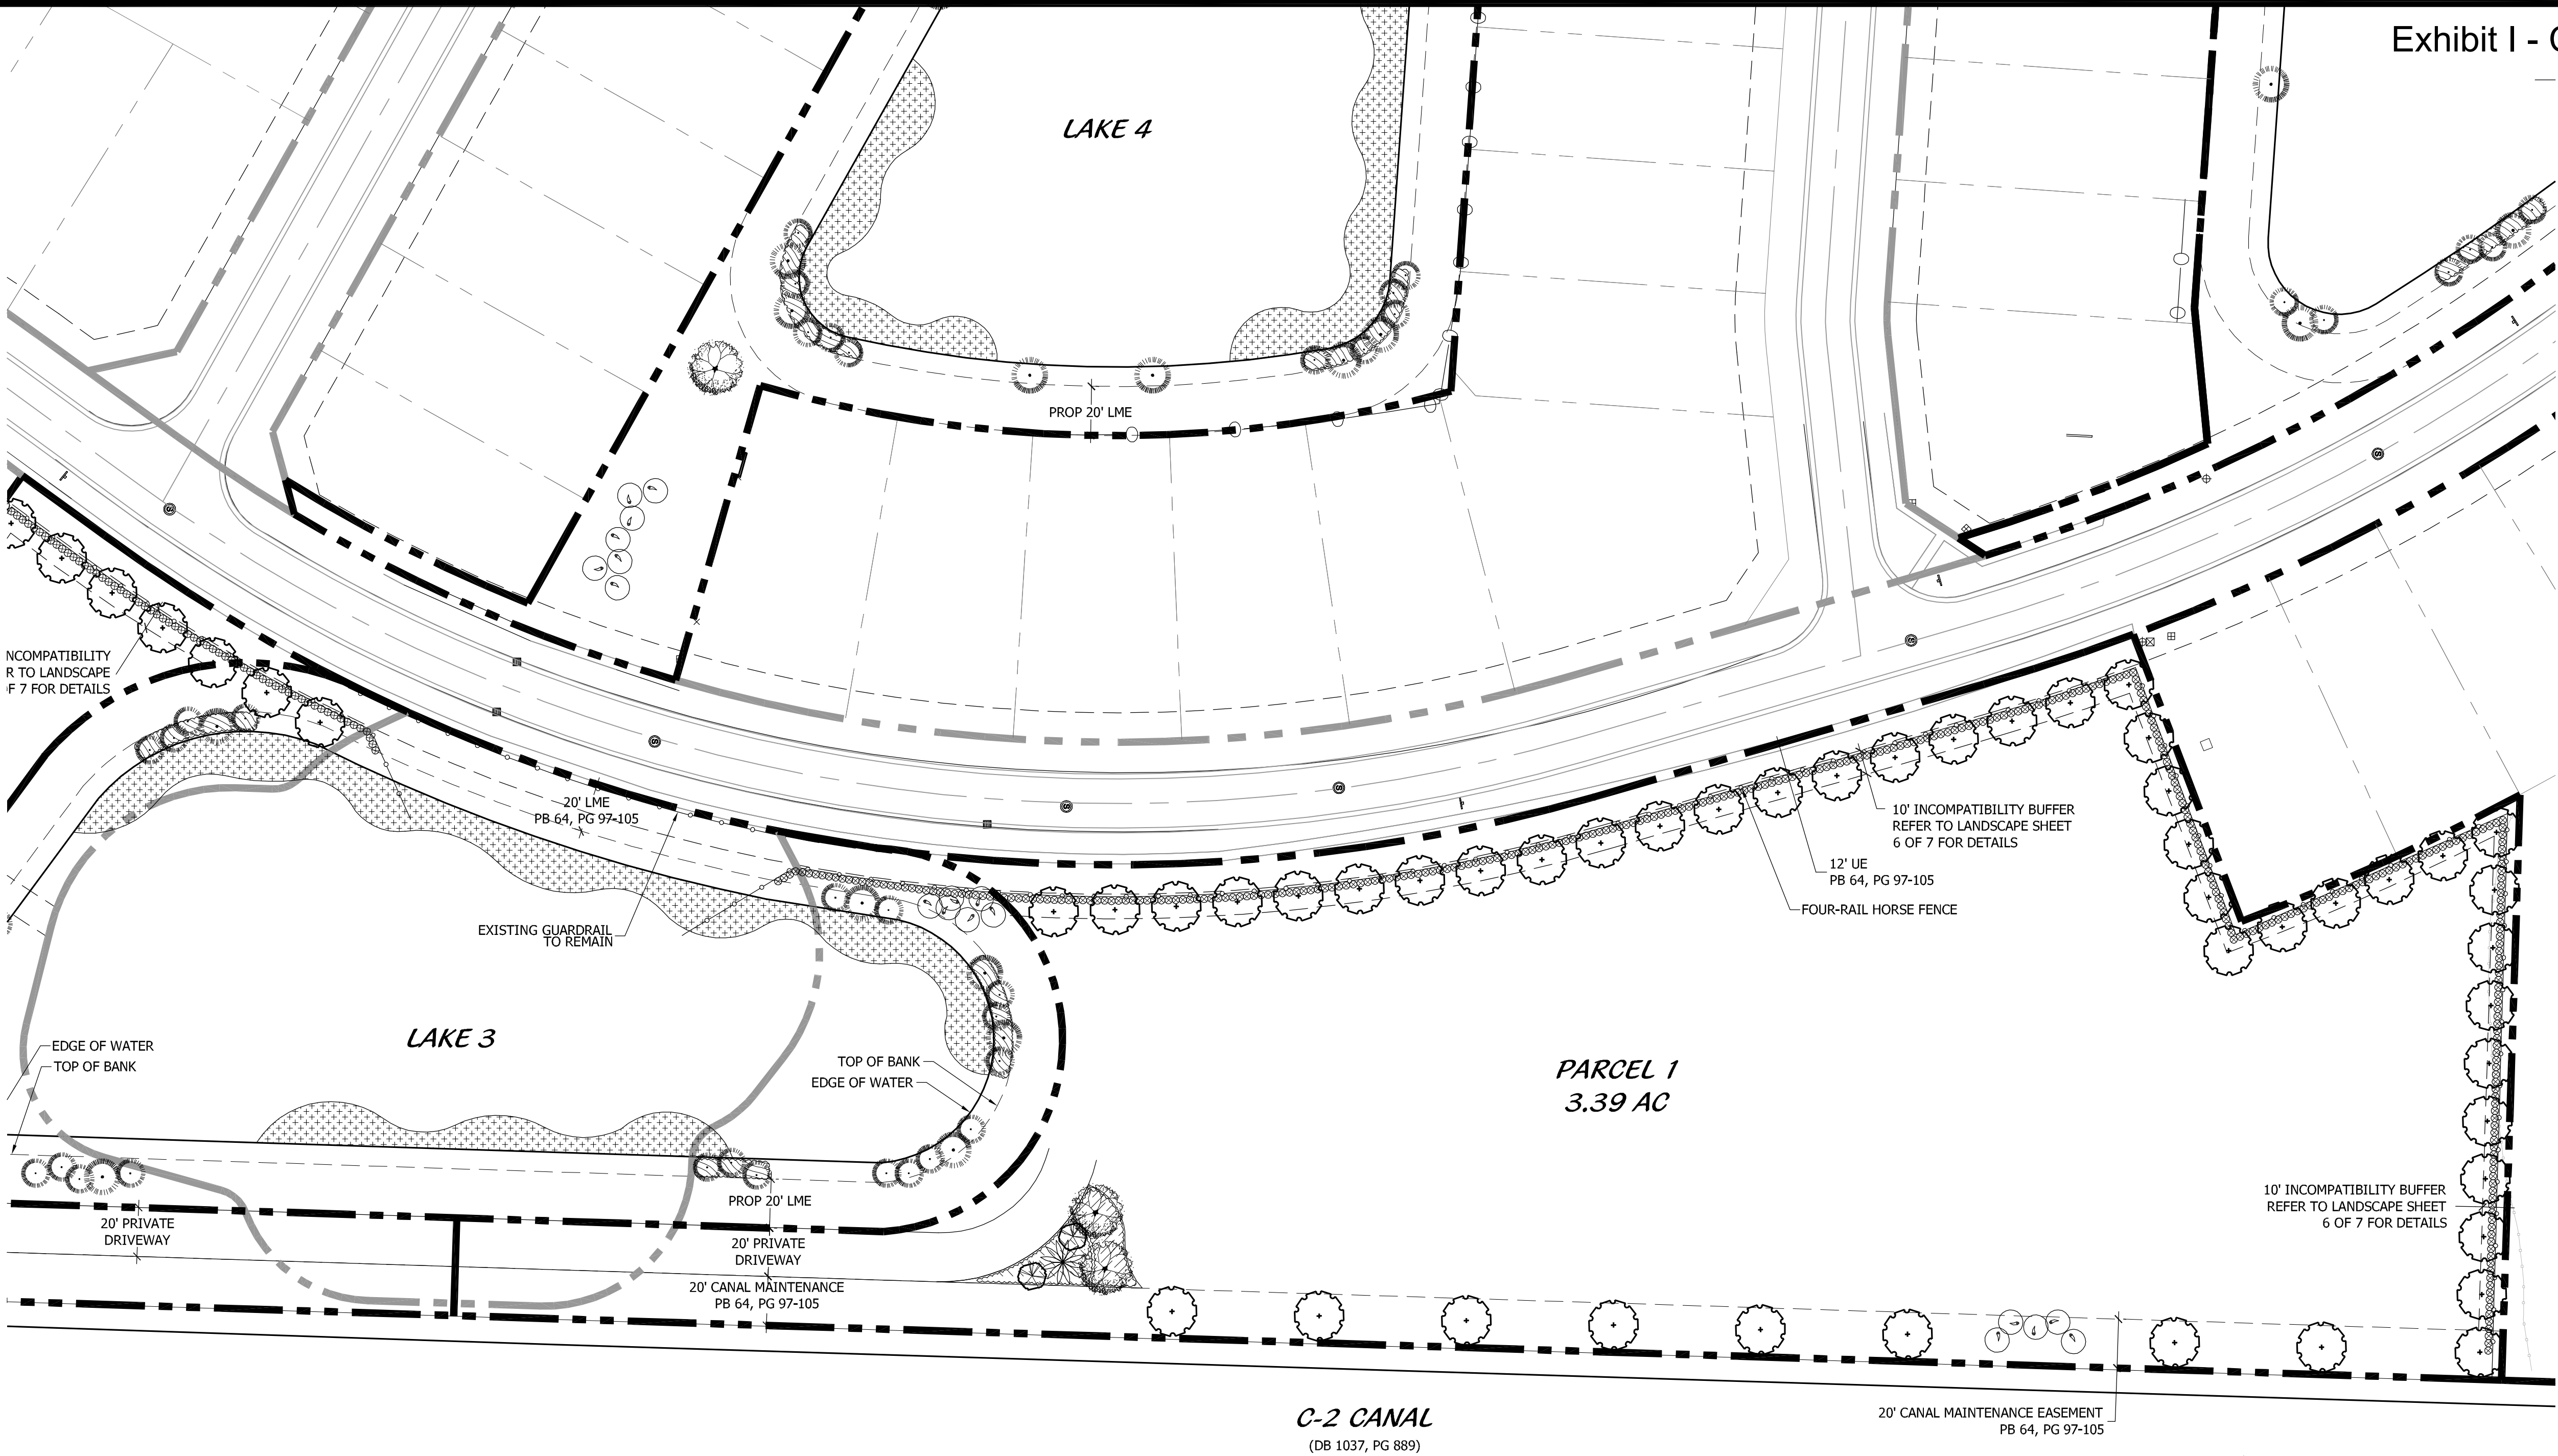 Exhibit I -
LAKE 4
PROP 20' LME
NCOMPATIBILITY
R TO LANDSCAPE
OF 7 FOR DETAILS
20' LME
PB 64, PG 97-105
10' INCOMPATIBILITY BUFFER
REFER TO LANDSCAPE SHEET
6 OF 7 FOR DETAILS
12' UE
PB 64, PG 97-105
FOUR-RAIL HORSE FENCE
EXISTING GUARDRAIL
TO REMAIN
LAKE 3
EDGE OF WATER
TOP OF BANK
TOP OF BANK
EDGE OF WATER
PARCEL 1
3.39 AC
PROP 20' LME
20' PRIVATE
DRIVEWAY
20' PRIVATE
DRIVEWAY
20' CANAL MAINTENANCE
PB 64, PG 97-105
10' INCOMPATIBILITY BUFFER
REFER TO LANDSCAPE SHEET
6 OF 7 FOR DETAILS
C-2 CANAL
(DB 1037, PG 889)
20' CANAL MAINTENANCE EASEMENT
PB 64, PG 97-105